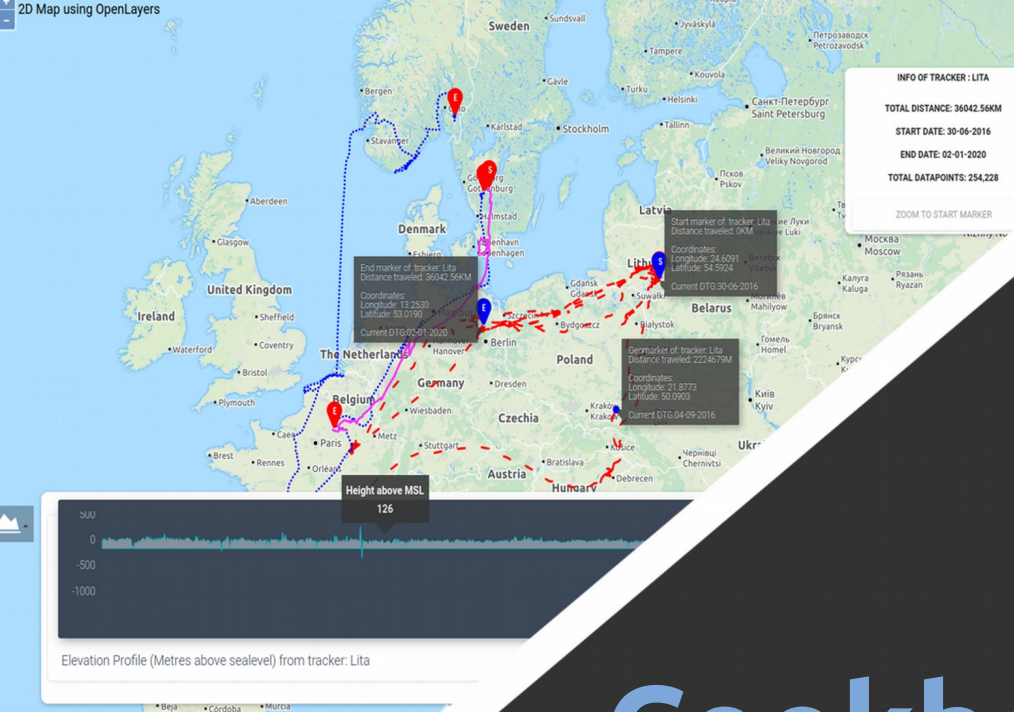 2D Map using OpenLayers
Sweden
Sundsvall
Jyväskylä
Tampere
Петрозаводск
Petrozavodsk
Gävle
Kouvola
INFO OF TRACKER : LITA
Bergen
Turku
Helsinki
Санкт-Петербург
Saint Petersburg
TOTAL DISTANCE: 36042.56KM
START DATE: 30-06-2016
END DATE: 02-01-2020
TOTAL DATAPOINTS: 254,228
ZOOM TO START MARKER
E
Karlstad
Stockholm
Tallinn
Великий Новгород
Veliky Novgorod
Stavanger
S
Псков
Pskov
Aberdeen
Halmstad
Latvia
Denmark
Glasgow
Esbjerg
Start marker of: tracker: Lita
Distance traveled: 0KM
Coordinates:
Longitude: 24.6091
Latitude: 54.5924
Current DTG:30-06-2016
Москва
Moscow
End marker of: tracker: Lita
Distance traveled: 36042.56KM
Coordinates:
Longitude: 13.2530
Latitude: 53.0190
Current DTG:02-01-2020
S
United Kingdom
Ireland
Gdańsk
Suwałki
Калуга
Kaluga
Рязань
Ryazan
Mahilyow
Belarus
E
Szczecin
Bydgoszcz
Białystok
Брянск
Bryansk
Sheffield
Waterford
Coventry
Berlin
Hanover
The Netherlands
Poland
Гомель
Homyel
Geomarker of: tracker: Lita
Distance traveled: 2224679M
Coordinates:
Longitude: 21.8773
Latitude: 50.0903
Current DTG:04-09-2016
Bristol
Plymouth
Germany
Dresden
Belgium
E
Wiesbaden
Czechia
Київ
Kyiv
Paris
Metz
Brest
Rennes
Stuttgart
Košice
Чернівці
Chernivtsi
Orléans
Austria
Bratislava
Hungary
Debrecen
Height above MSL
126
500
0
-500
-1000
Elevation Profile (Metres above sealevel) from tracker: Lita
Beja
Córdoba
Murcia